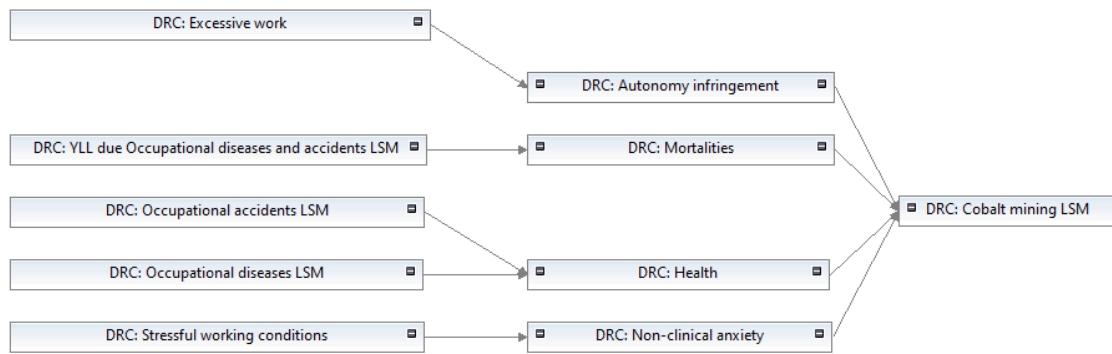 DRC: Excessive work
DRC: Autonomy infringement
DRC: YLL due Occupational diseases and accidents LSM
DRC: Mortalities
DRC: Occupational accidents LSM
DRC: Cobalt mining LSM
DRC: Occupational diseases LSM
DRC: Health
DRC: Stressful working conditions
DRC: Non-clinical anxiety